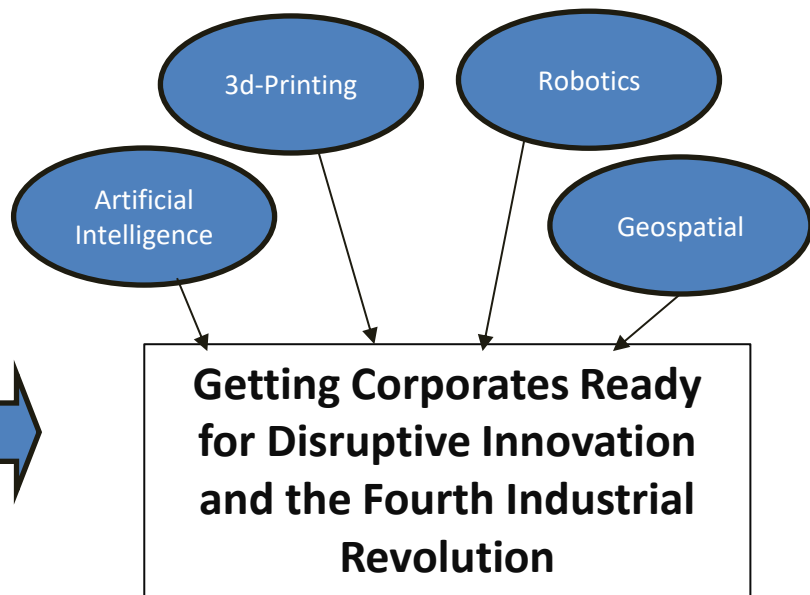 3d-Printing
Robotics
Artificial
Intelligence
Geospatial
Getting Corporates Ready
for Disruptive Innovation
and the Fourth Industrial
Revolution